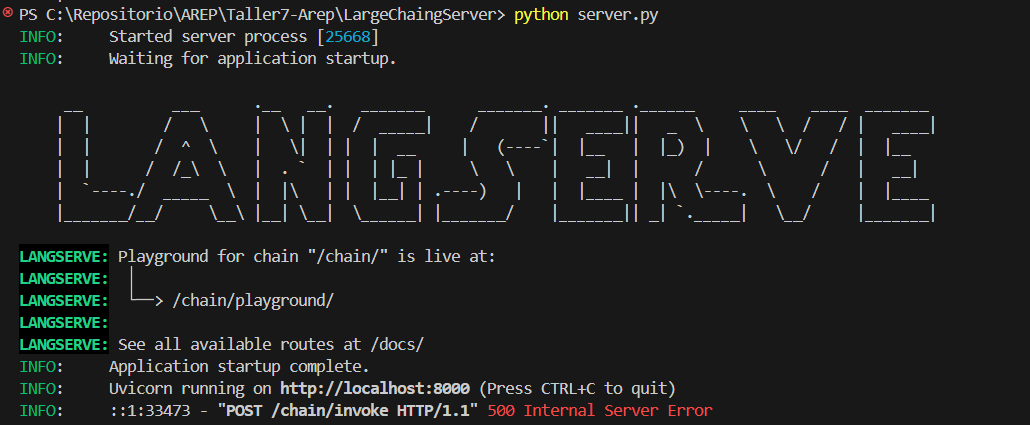 PS C:\Repositorio\AREP\Taller7-Arep\LargeChaingServer> python server.py
INFO:     Started server process [25668]
INFO:     Waiting for application startup.
LANGSERVE
LANGSERVE: Playground for chain "/chain/" is live at:
LANGSERVE:  │
LANGSERVE:  └──> /chain/playground/
LANGSERVE:
LANGSERVE: See all available routes at /docs/
INFO:     Application startup complete.
INFO:     Uvicorn running on http://localhost:8000 (Press CTRL+C to quit)
INFO:     ::1:33473 - "POST /chain/invoke HTTP/1.1" 500 Internal Server Error